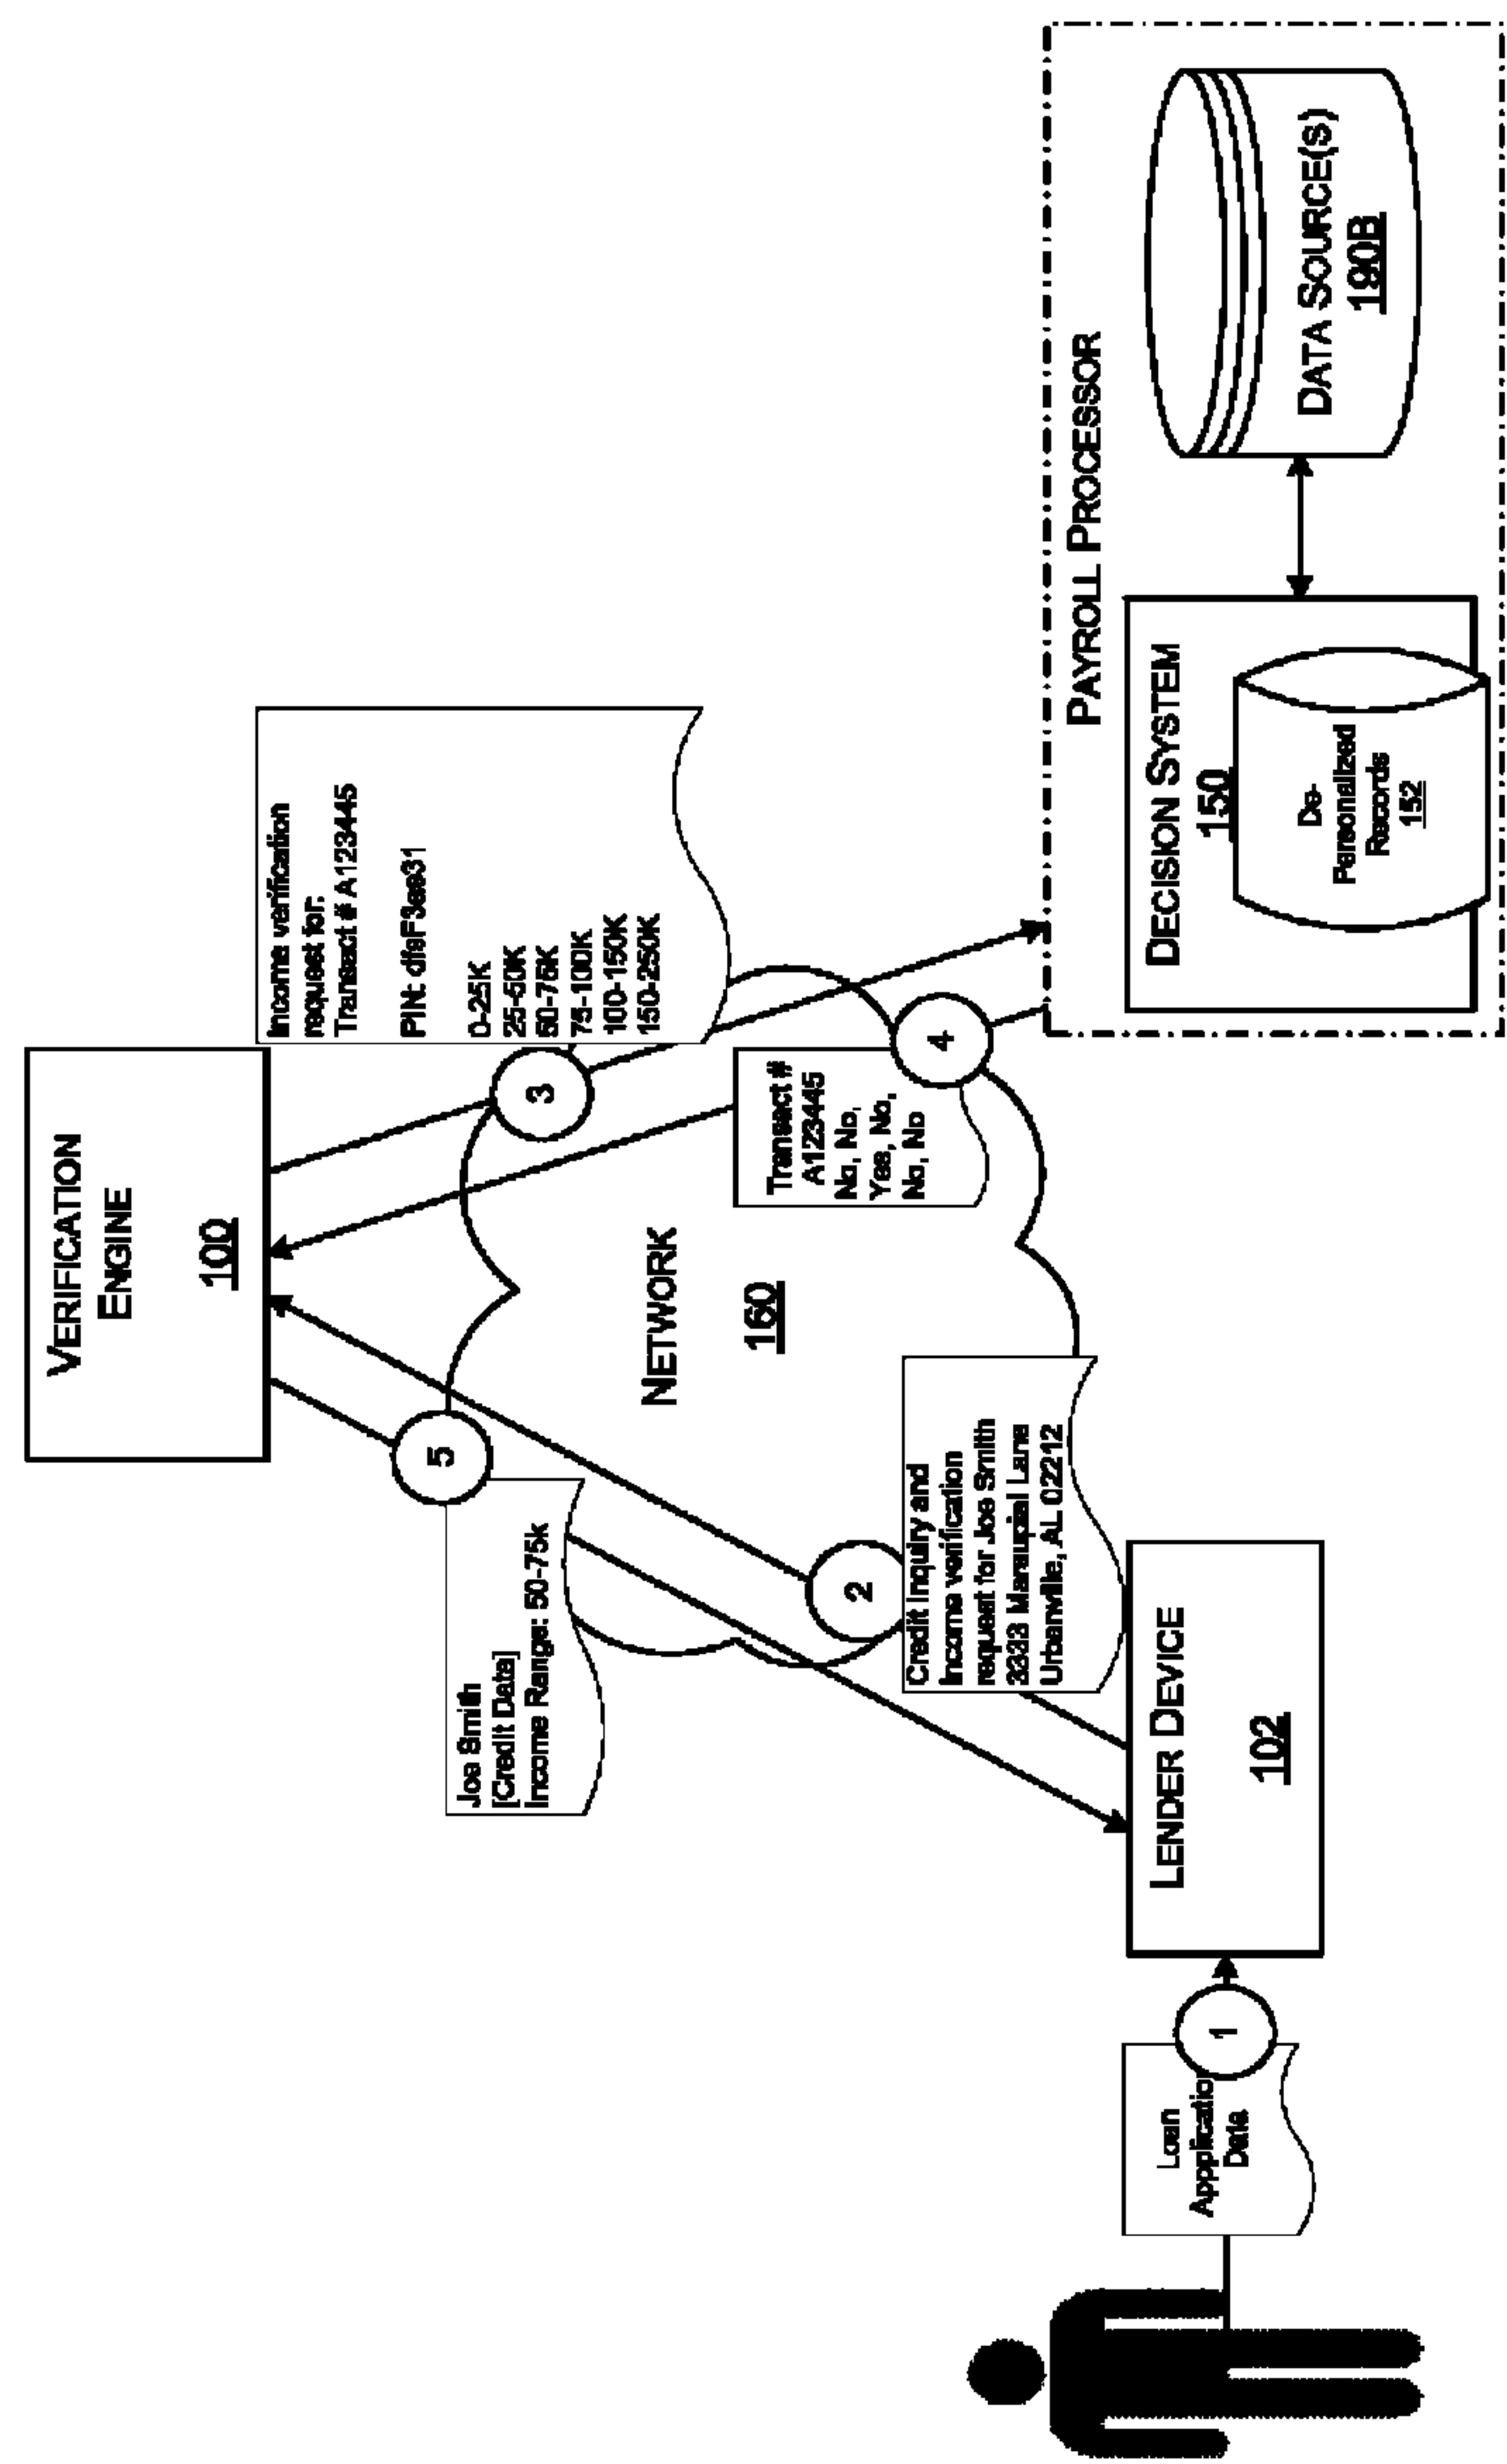 VERIFICATION
ENGINE
100
Income verification
request for:
Transact # A123445
PIN: dfsF3ee31
0-25K
25-50K
50-75K
75-100K
100-150K
150-250K
3
5
Joe Smith
[Credit Data]
Income Range: 50-75k
NETWORK
160
Transact #
A123445
No, No,
Yes, No,
No, No
4
2
Credit Inquiry and
Income verification
request for Joe Smith
3333 Marsupial Lane
Urbanville, AL 02212
Loan
Application
Data
1
LENDER DEVICE
102
PAYROLL PROCESSOR
DECISION SYSTEM
150
De-
Personalized
Records
152
DATA SOURCE(S)
190B